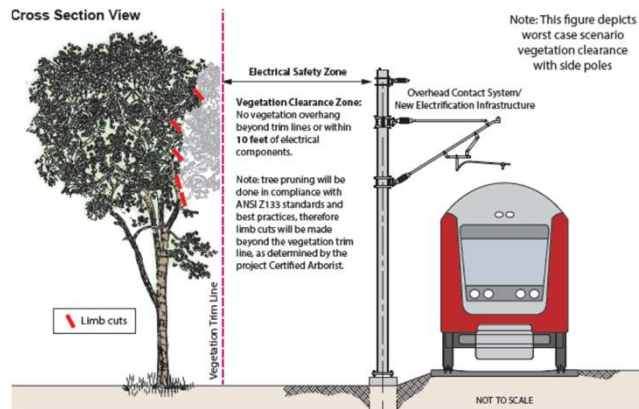 Cross Section View
Note: This figure depicts
worst case scenario
vegetation clearance
with side poles
Electrical Safety Zone
Overhead Contact System/
New Electrification Infrastructure
Vegetation Clearance Zone:
No vegetation overhang
beyond trim lines or within
10 feet of electrical
components.
Note: tree pruning will be
done in compliance with
ANSI Z133 standards and
best practices, therefore
limb cuts will be made
beyond the vegetation trim
line, as determined by the
project Certified Arborist.
Vegetation Trim Line
Limb cuts
NOT TO SCALE